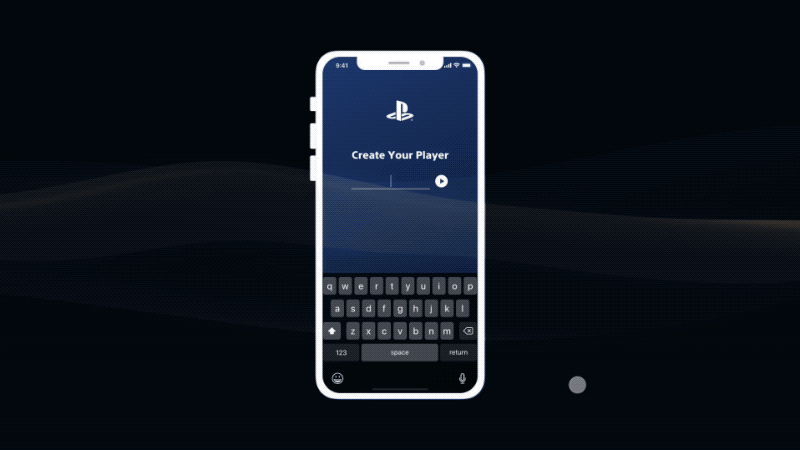 9:41
Create Your Player
q w e r t y u i o p
a s d f g h j k l
z x c v b n m
123 space return